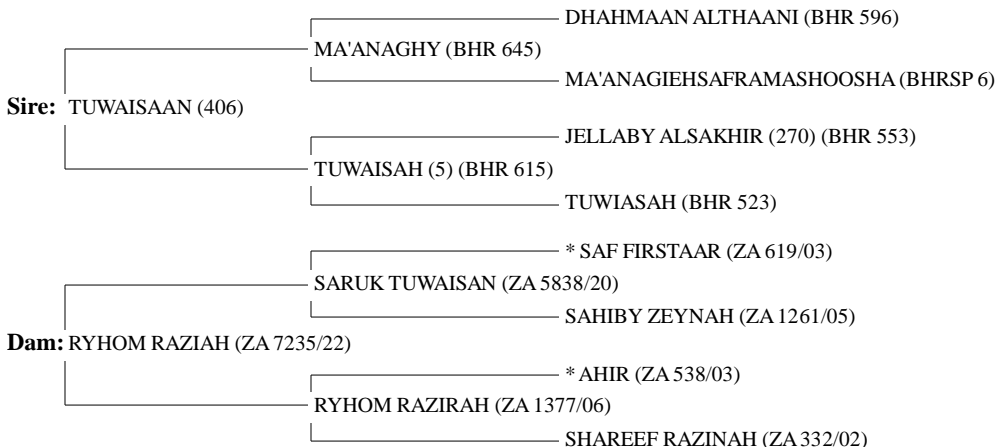 DHAHMAAN ALTHAANI (BHR 596)
MA'ANAGHY (BHR 645)
MA'ANAGIEHSAFRAMASHOOSHA (BHRSP 6)
Sire: TUWAISAAN (406)
JELLABY ALSAKHIR (270) (BHR 553)
TUWAISAH (5) (BHR 615)
TUWIASAH (BHR 523)
* SAF FIRSTAAR (ZA 619/03)
SARUK TUWAISAN (ZA 5838/20)
SAHIBY ZEYNAH (ZA 1261/05)
Dam: RYHOM RAZIAH (ZA 7235/22)
* AHIR (ZA 538/03)
RYHOM RAZIRAH (ZA 1377/06)
SHAREEF RAZINAH (ZA 332/02)